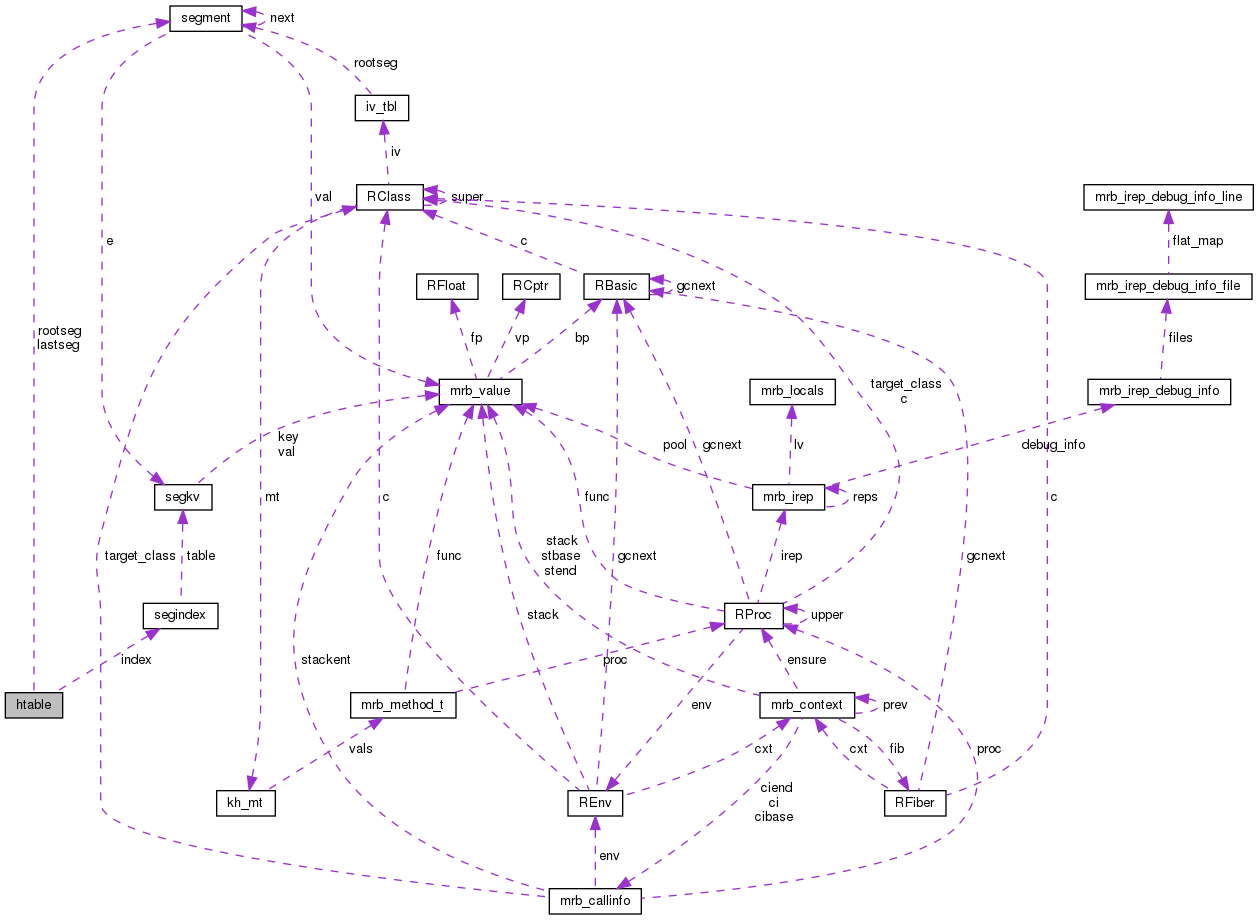 segment
next
rootseg
iv_tbl
iv
RClass
super
mrb_irep_debug_info_line
val
e
c
flat_map
RFloat
RCptr
RBasic
gcnext
mrb_irep_debug_info_file
rootseg
lastseg
fp
vp
bp
files
target_class
c
mrb_value
mrb_locals
mrb_irep_debug_info
key
val
pool
gcnext
lv
debug_info
segkv
mt
c
func
mrb_irep
reps
c
target_class
table
func
stack
stbase
stend
gcnext
irep
gcnext
segindex
stack
RProc
upper
index
stackent
proc
ensure
htable
mrb_method_t
env
mrb_context
prev
vals
cxt
cxt
fib
proc
kh_mt
REnv
ciend
ci
cibase
RFiber
env
mrb_callinfo